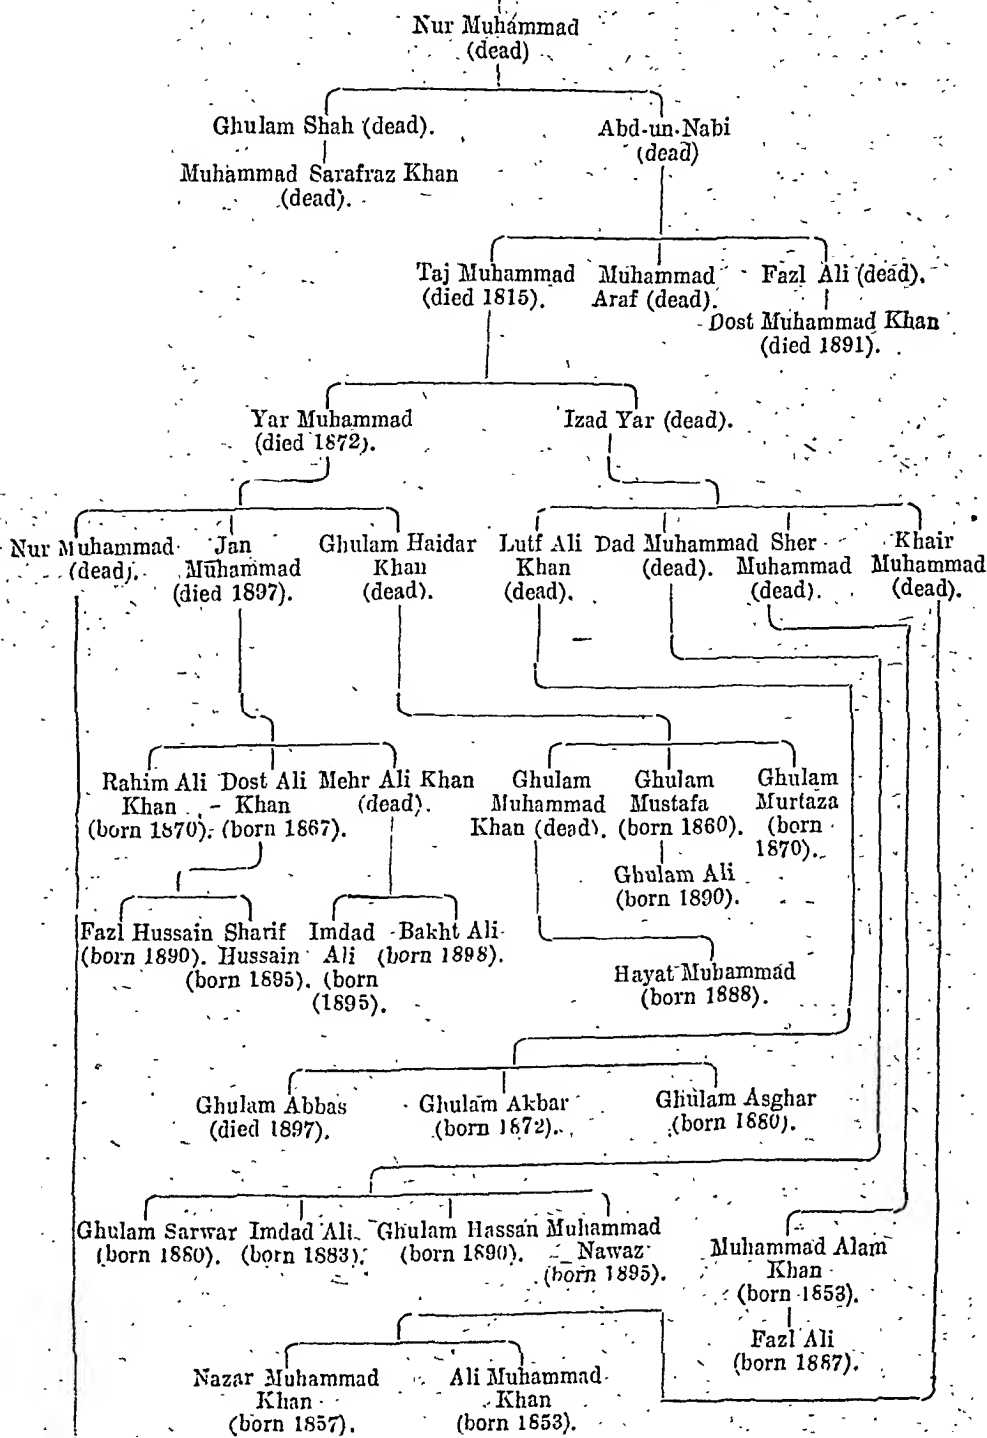 Nur Muhammad
(dead)
Ghulam Shah (dead).
Muhammad Sarafraz Khan
(dead).
Abd-un-Nabi
(dead)
Taj Muhammad
(died 1815).
Muhammad
Araf (dead).
Fazl Ali (dead).
Dost Muhammad Khan
(died 1891).
Yar Muhammad
(died 1872).
Izad Yar (dead).
Nur Muhammad
(dead).
Jan
Muhammad
(died 1897).
Ghulam Haidar
Khan
(dead).
Lutf Ali
Khan
(dead).
Dad Muhammad
(dead).
Sher
Muhammad
(dead).
Khair
Muhammad
(dead).
Rahim Ali
Khan
(born 1870).
Dost Ali
Khan
(born 1867).
Mehr Ali Khan
(dead).
Ghulam
Muhammad
Khan (dead).
Ghulam
Mustafa
(born 1860).
Ghulam
Murtaza
(born
1870).
Ghulam Ali
(born 1890).
Fazl Hussain
(born 1890).
Sharif
Hussain
(born 1895).
Imdad
Ali
(born
(1895).
Bakht Ali
(born 1898).
Hayat Muhammad
(born 1888).
Ghulam Abbas
(died 1897).
Ghulam Akbar
(born 1872).
Ghulam Asghar
(born 1880).
Ghulam Sarwar
(born 1880).
Imdad Ali
(born 1883).
Ghulam Hassan
(born 1890).
Muhammad
Nawaz
(born 1895).
Muhammad Alam
Khan
(born 1853).
Fazl Ali
(born 1887).
Nazar Muhammad
Khan
(born 1857).
Ali Muhammad
Khan
(born 1853).